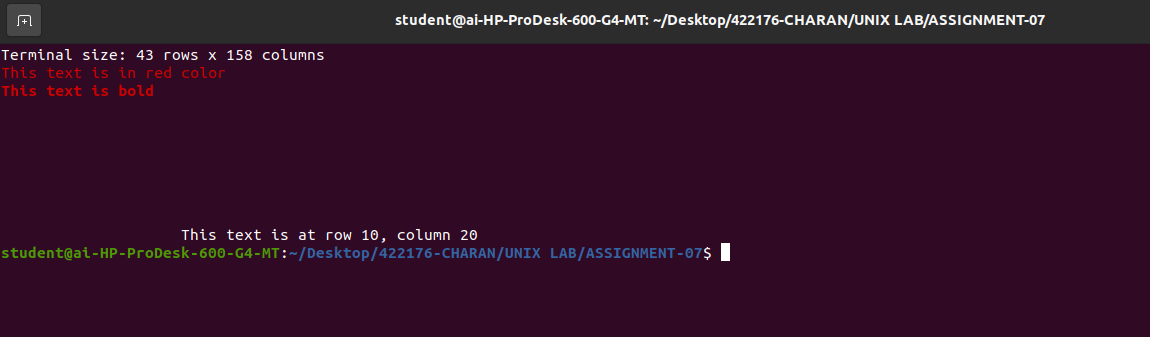 student@ai-HP-ProDesk-600-G4-MT: ~/Desktop/422176-CHARAN/UNIX LAB/ASSIGNMENT-07
Terminal size: 43 rows x 158 columns
This text is in red color
This text is bold
This text is at row 10, column 20
student@ai-HP-ProDesk-600-G4-MT:~/Desktop/422176-CHARAN/UNIX LAB/ASSIGNMENT-07$